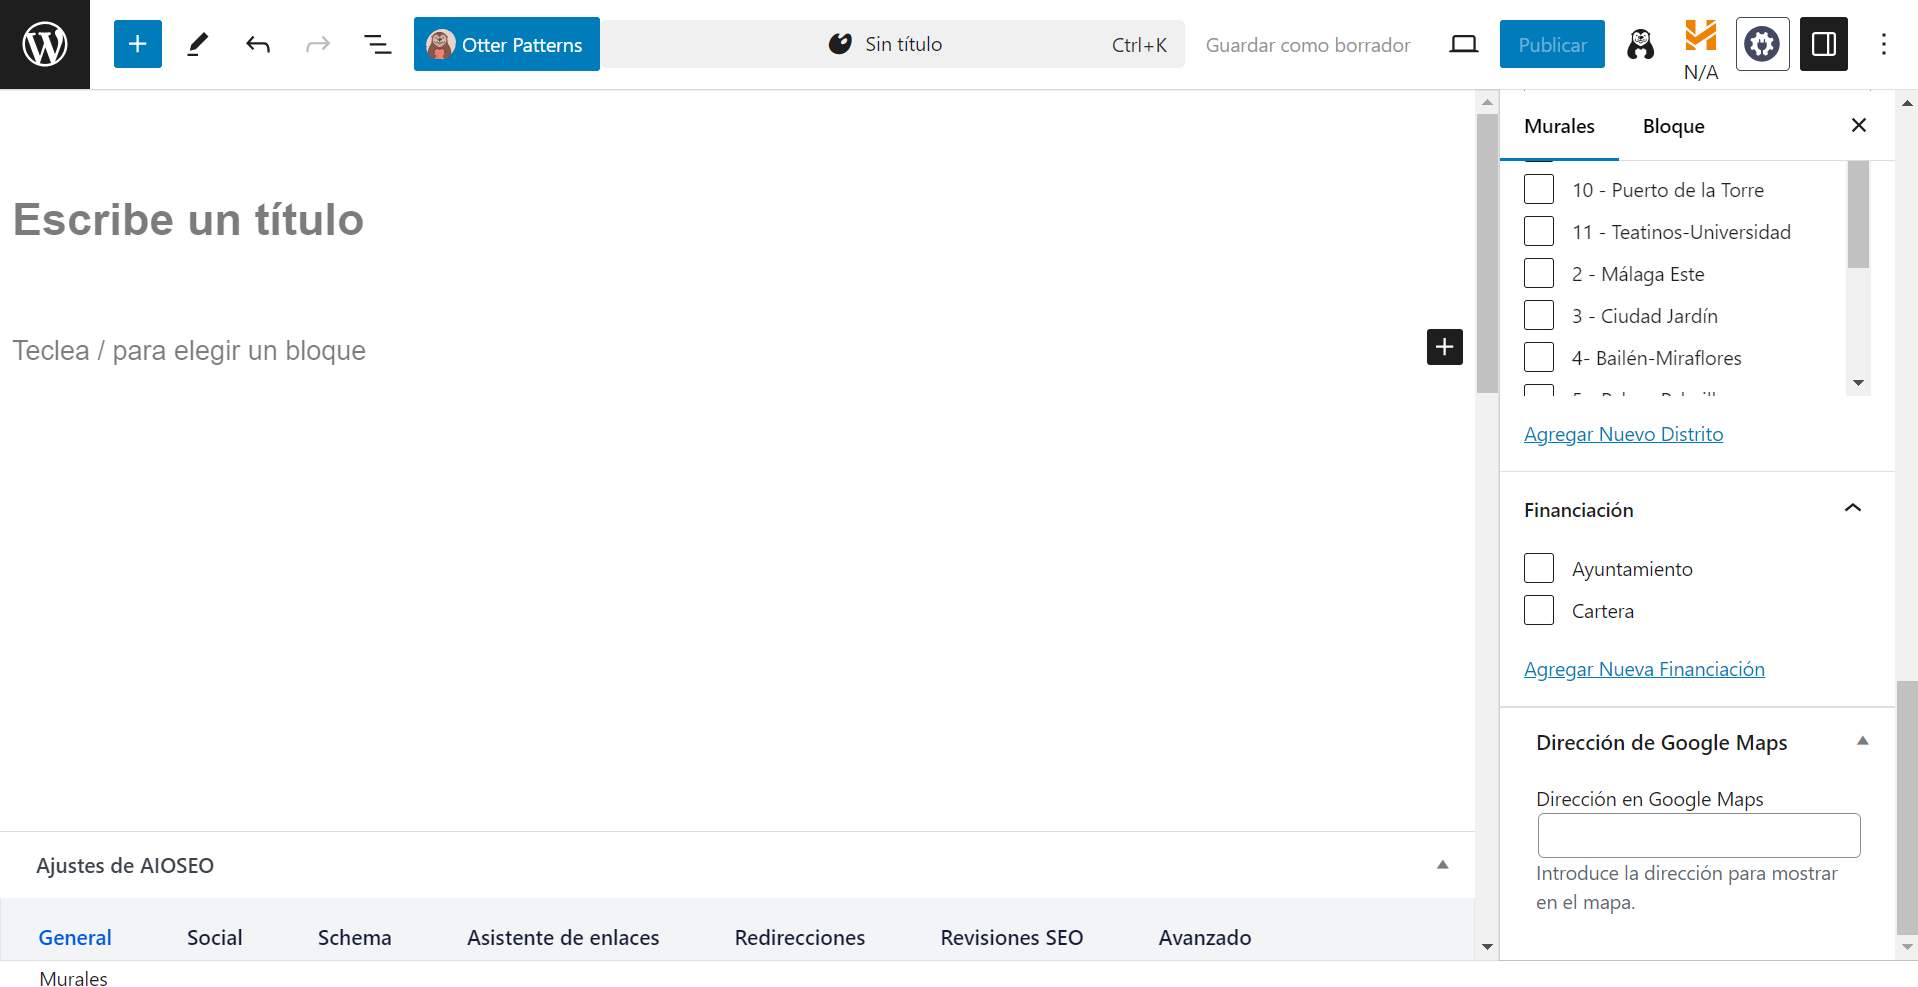 Otter Patterns
Sin título
Ctrl+K
Guardar como borrador
Publicar
N/A
Murales
Bloque
10 - Puerto de la Torre
11 - Teatinos-Universidad
2 - Málaga Este
3 - Ciudad Jardín
4- Bailén-Miraflores
Agregar Nuevo Distrito
Financiación
Ayuntamiento
Cartera
Agregar Nueva Financiación
Dirección de Google Maps
Dirección en Google Maps
Introduce la dirección para mostrar
en el mapa.
Escribe un título
Teclea / para elegir un bloque
Ajustes de AIOSEO
General
Social
Schema
Asistente de enlaces
Redirecciones
Revisiones SEO
Avanzado
Murales